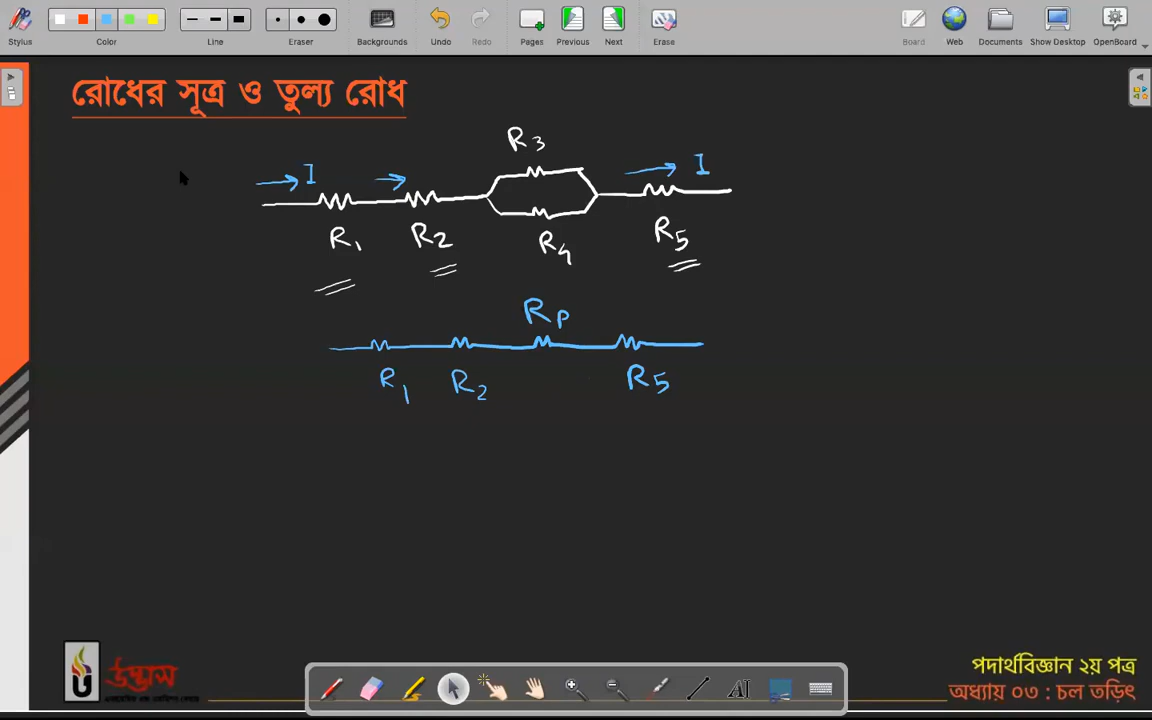 Stylus Color Line Eraser Backgrounds Undo Redo Pages Previous Next Erase Board Web Documents Show Desktop OpenBoard
রোধের সূত্র ও তুল্য রোধ
R3
I I
R1 R2 R4 R5
RP
R1 R2 R5
উদ্ভাস
পদার্থবিজ্ঞান ২য় পত্র
অধ্যায় ০৩ : চল তড়িৎ